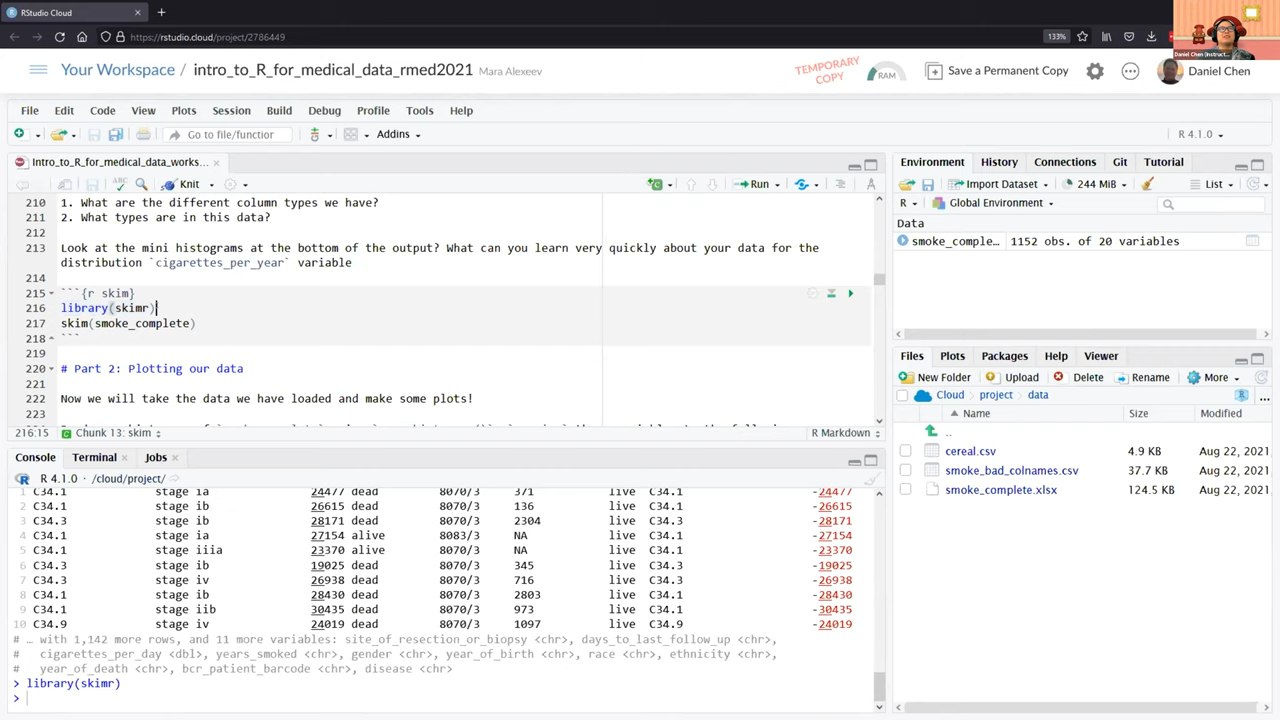 RStudio Cloud
https://rstudio.cloud/project/2786449
133%
Daniel Chen (Instruct...
Your Workspace / intro_to_R_for_medical_data_rmed2021 Mara Alexeev
TEMPORARY COPY
RAM
Save a Permanent Copy
Daniel Chen
File Edit Code View Plots Session Build Debug Profile Tools Help
Go to file/functior
Addins
R 4.1.0
Intro_to_R_for_medical_data_works...
ABC
Knit
Run
210 1. What are the different column types we have?
211 2. What types are in this data?
212
213 Look at the mini histograms at the bottom of the output? What can you learn very quickly about your data for the
distribution `cigarettes_per_year` variable
214
215 ```{r skim}
216 library(skimr)
217 skim(smoke_complete)
218 ```
219
220 # Part 2: Plotting our data
221
222 Now we will take the data we have loaded and make some plots!
223
216:15 Chunk 13: skim R Markdown
Console Terminal Jobs
R 4.1.0 · /cloud/project/
1 C34.1 stage ia 24477 dead 8070/3 371 live C34.1 -24477
2 C34.1 stage ib 26615 dead 8070/3 136 live C34.1 -26615
3 C34.3 stage ib 28171 dead 8070/3 2304 live C34.3 -28171
4 C34.1 stage ia 27154 alive 8083/3 NA live C34.1 -27154
5 C34.1 stage iiia 23370 alive 8070/3 NA live C34.1 -23370
6 C34.3 stage ib 19025 dead 8070/3 345 live C34.3 -19025
7 C34.3 stage iv 26938 dead 8070/3 716 live C34.3 -26938
8 C34.1 stage ib 28430 dead 8070/3 2803 live C34.1 -28430
9 C34.1 stage iib 30435 dead 8070/3 973 live C34.1 -30435
10 C34.9 stage iv 24019 dead 8070/3 1097 live C34.9 -24019
# … with 1,142 more rows, and 11 more variables: site_of_resection_or_biopsy <chr>, days_to_last_follow_up <chr>,
# cigarettes_per_day <dbl>, years_smoked <chr>, gender <chr>, year_of_birth <chr>, race <chr>, ethnicity <chr>,
# year_of_death <chr>, bcr_patient_barcode <chr>, disease <chr>
> library(skimr)
>
Environment History Connections Git Tutorial
Import Dataset 244 MiB List
R Global Environment
Data
smoke_comple… 1152 obs. of 20 variables
Files Plots Packages Help Viewer
New Folder Upload Delete Rename More
Cloud project data
Name Size Modified
..
cereal.csv 4.9 KB Aug 22, 2021,
smoke_bad_colnames.csv 37.7 KB Aug 22, 2021,
smoke_complete.xlsx 124.5 KB Aug 22, 2021,